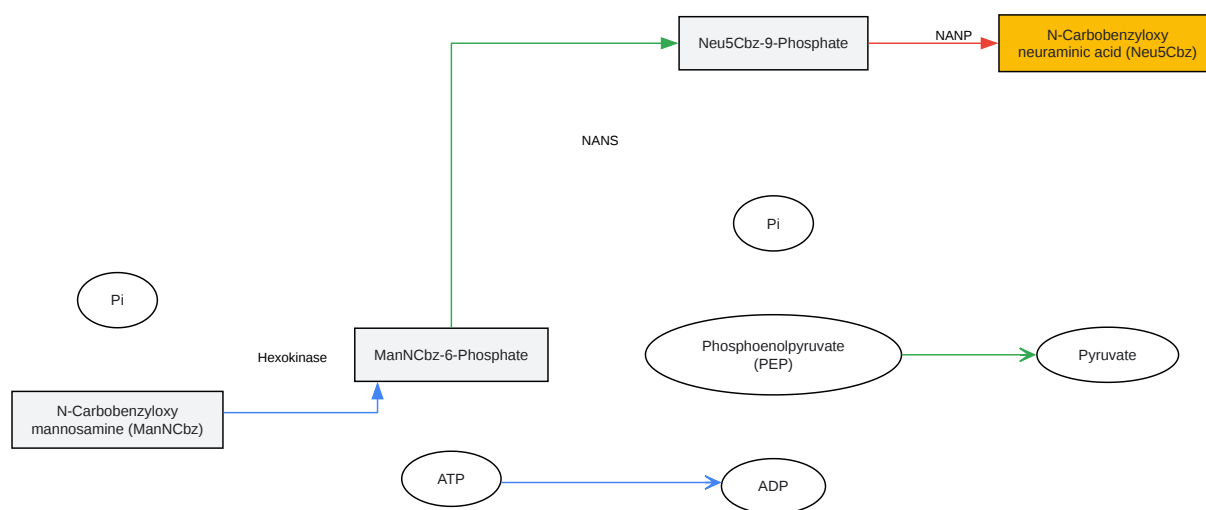 Neu5Cbz-9-Phosphate
NANP
N-Carbobenzyloxy
neuraminic acid (Neu5Cbz)
NANS
Pi
Pi
Hexokinase
ManNCbz-6-Phosphate
Phosphoenolpyruvate
(PEP)
Pyruvate
N-Carbobenzyloxy
mannosamine (ManNCbz)
ATP
ADP